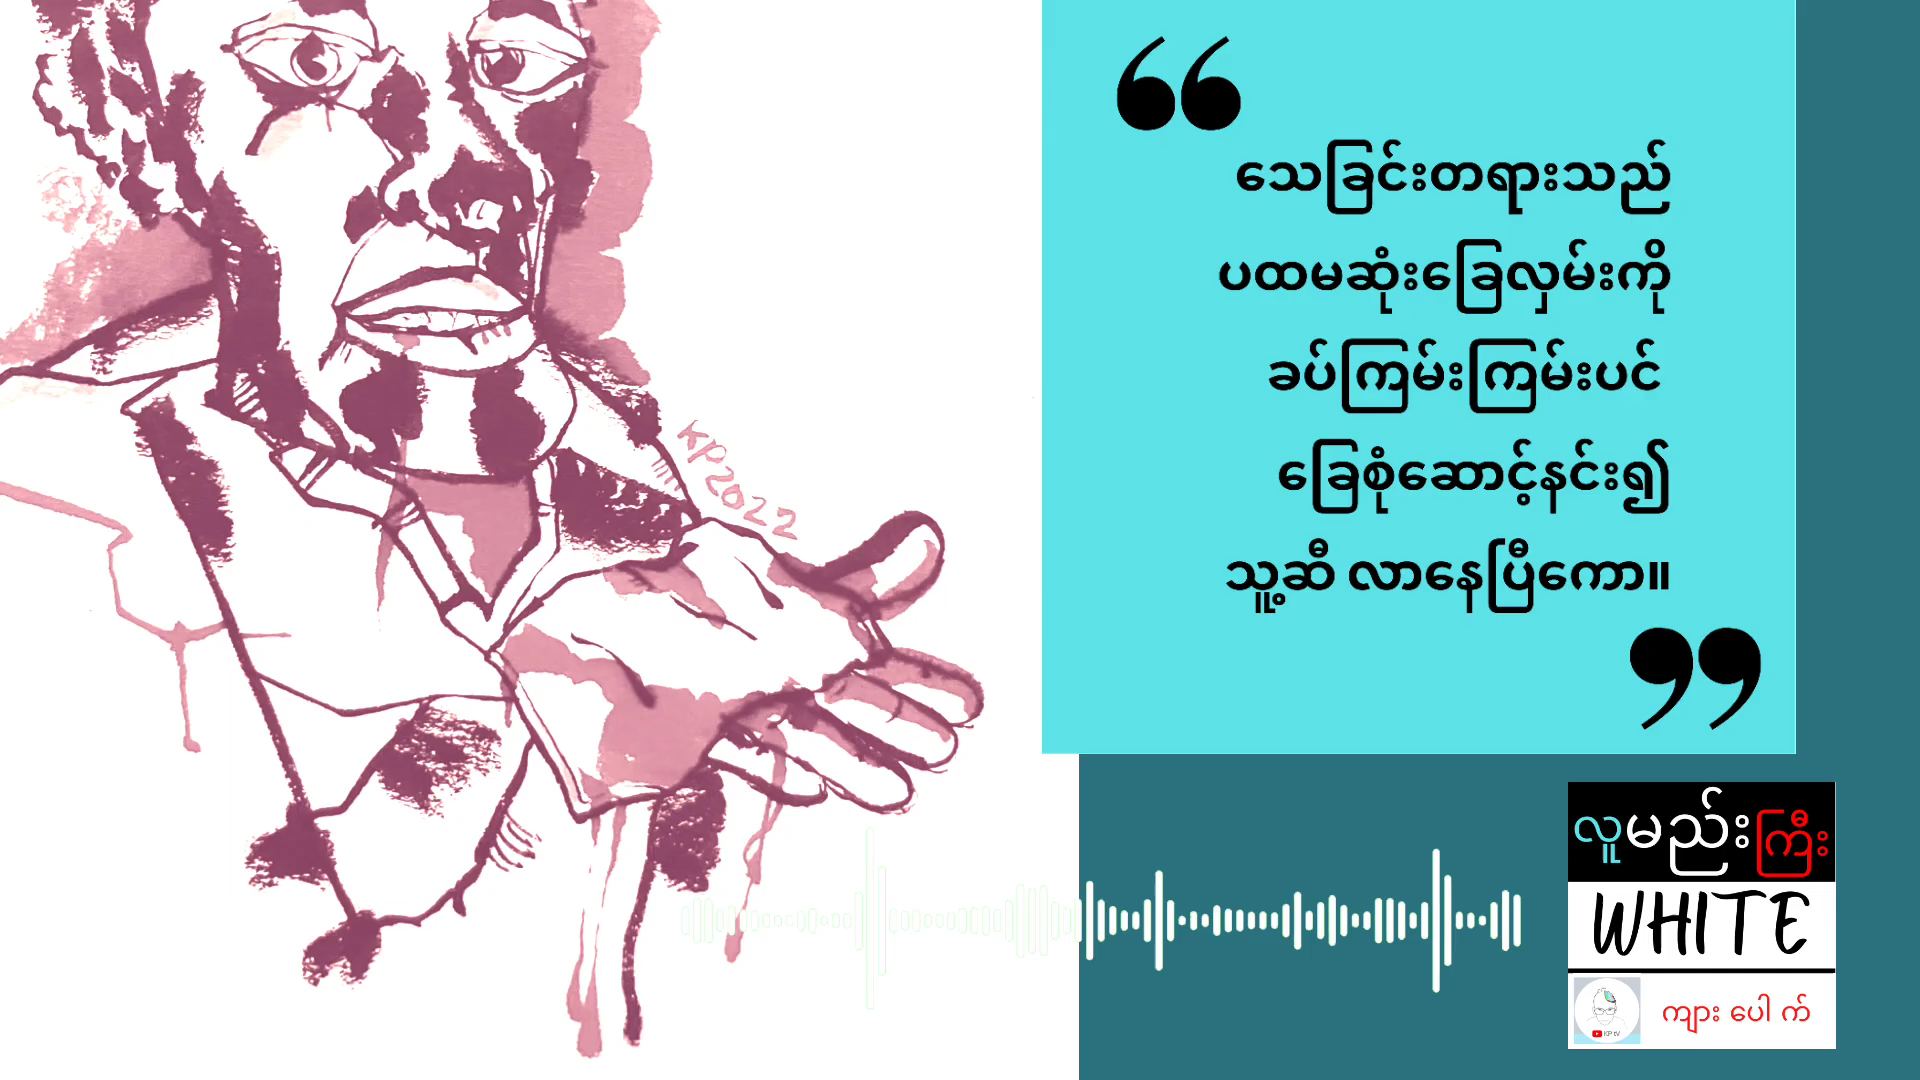 “
သေခြင်းတရားသည်
ပထမဆုံးခြေလှမ်းကို
ခပ်ကြမ်းကြမ်းပင်
ခြေစုံဆောင့်နင်း၍
သူ့ဆီ လာနေပြီကော။
”
KP2022
လူမည်းကြီး
WHITE
KP tV
ကျား ပေါ က်